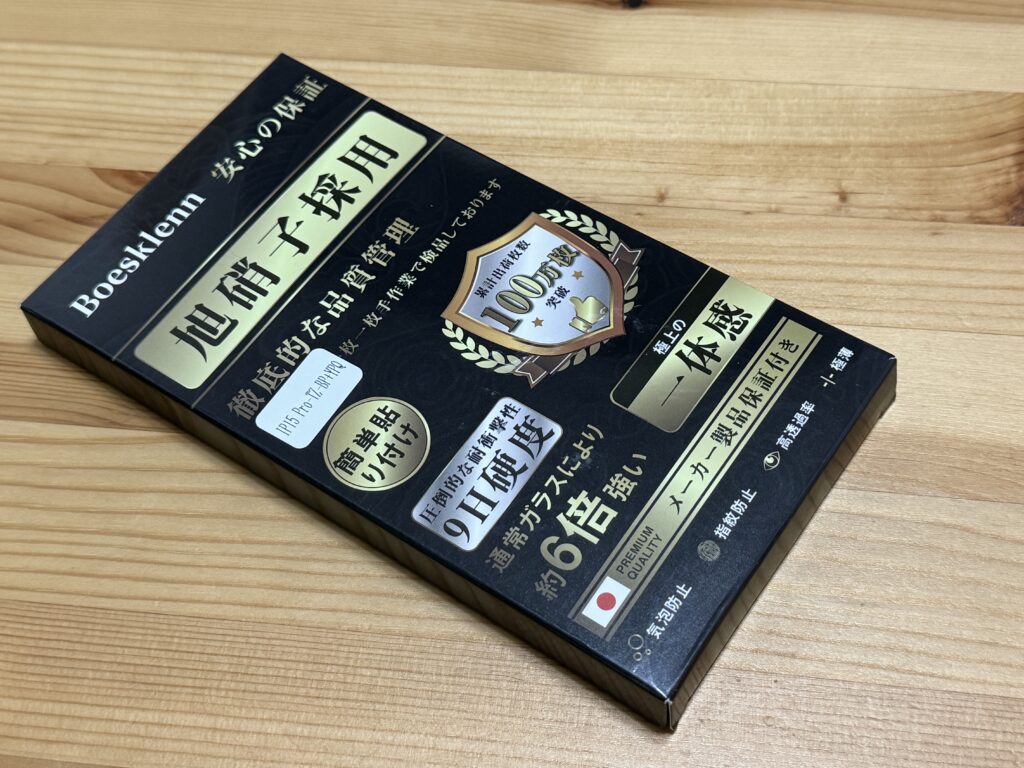 Boesklenn 安心の保証
旭硝子採用
徹底的な品質管理
枚一枚手作業で検品しております
1P15 Pro-TZ-BP+YPQ
累計出荷枚数
100万枚
突破
簡単貼
り付け
圧倒的な耐衝撃性
9H硬度
極上の
一体感
通常ガラスにより
約6倍強い
PREMIUM
QUALITY
メーカー製品保証付き
気泡防止
指紋防止
高透過率
極薄